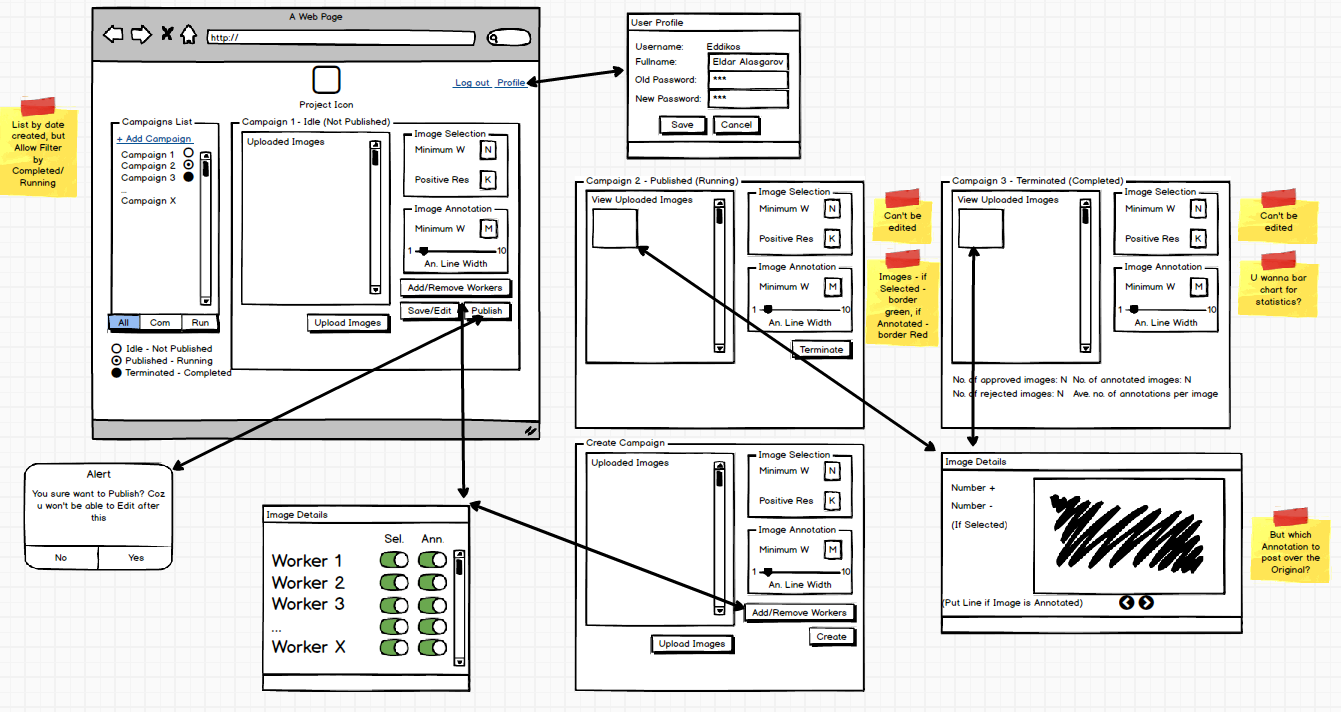 A Web Page
http://
Log out Profile
Project Icon
List by date
created, but
Allow Filter
by
Completed/
Running
Campaigns List
+ Add Campaign
Campaign 1
Campaign 2
Campaign 3
...
Campaign X
All Com Run
Idle - Not Published
Published - Running
Terminated - Completed
Campaign 1 - Idle (Not Published)
Uploaded Images
Upload Images
Image Selection
Minimum W N
Positive Res K
Image Annotation
Minimum W M
1 10
An. Line Width
Add/Remove Workers
Save/Edit Publish
User Profile
Username: Eddikos
Fullname: Eldar Alasgarov
Old Password: ***
New Password: ***
Save Cancel
Campaign 2 - Published (Running)
View Uploaded Images
Image Selection
Minimum W N
Positive Res K
Image Annotation
Minimum W M
1 10
An. Line Width
Terminate
Can't be
edited
Images - if
Selected -
border
green, if
Annotated -
border Red
Campaign 3 - Terminated (Completed)
View Uploaded Images
Image Selection
Minimum W N
Positive Res K
Image Annotation
Minimum W M
1 10
An. Line Width
No. of approved images: N No. of annotated images: N
No. of rejected images: N Ave. no. of annotations per image
Can't be
edited
U wanna bar
chart for
statistics?
Alert
You sure want to Publish? Coz
u won't be able to Edit after
this
No Yes
Image Details
Sel. Ann.
Worker 1
Worker 2
Worker 3
...
Worker X
Create Campaign
Uploaded Images
Upload Images
Image Selection
Minimum W N
Positive Res K
Image Annotation
Minimum W M
1 10
An. Line Width
Add/Remove Workers
Create
Image Details
Number +
Number -
(If Selected)
(Put Line if Image is Annotated)
But which
Annotation to
post over the
Original?